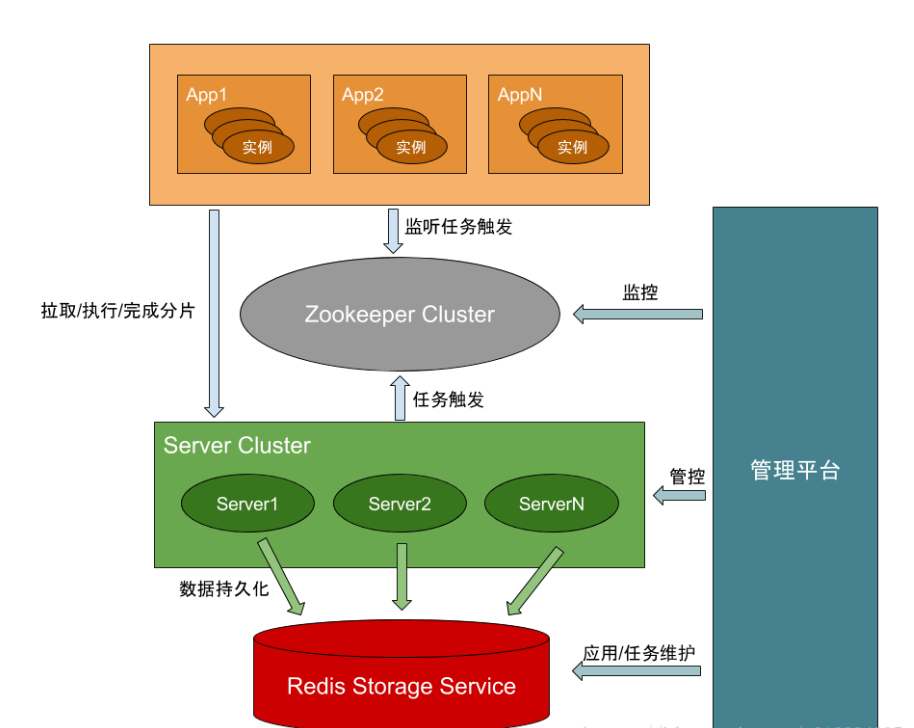 App1
App2
AppN
实例
实例
实例
监听任务触发
拉取/执行/完成分片
监控
Zookeeper Cluster
任务触发
Server Cluster
管理平台
管控
Server1
Server2
ServerN
数据持久化
应用/任务维护
Redis Storage Service